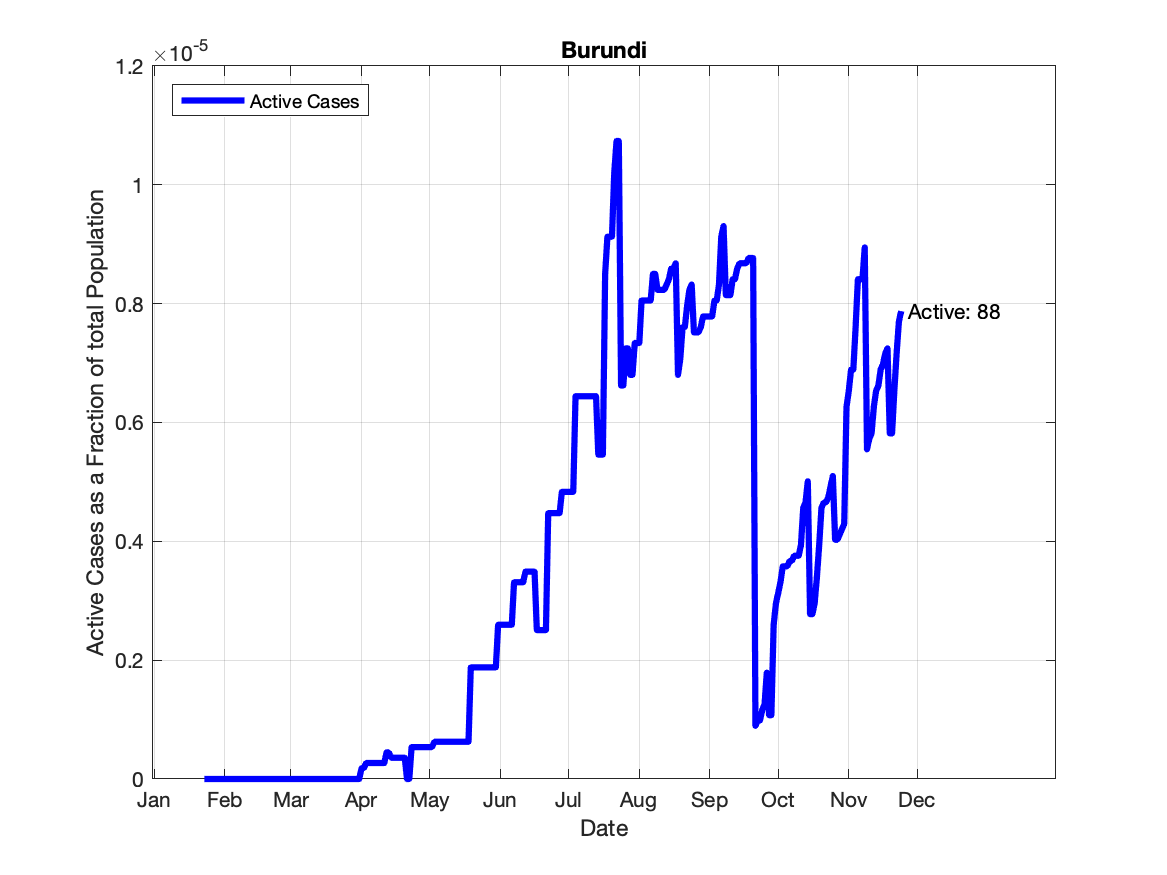 Burundi
×10-5
1.2
1
0.8
0.6
0.4
0.2
0
Active Cases
Active: 88
Active Cases as a Fraction of total Population
Jan Feb Mar Apr May Jun Jul Aug Sep Oct Nov Dec
Date